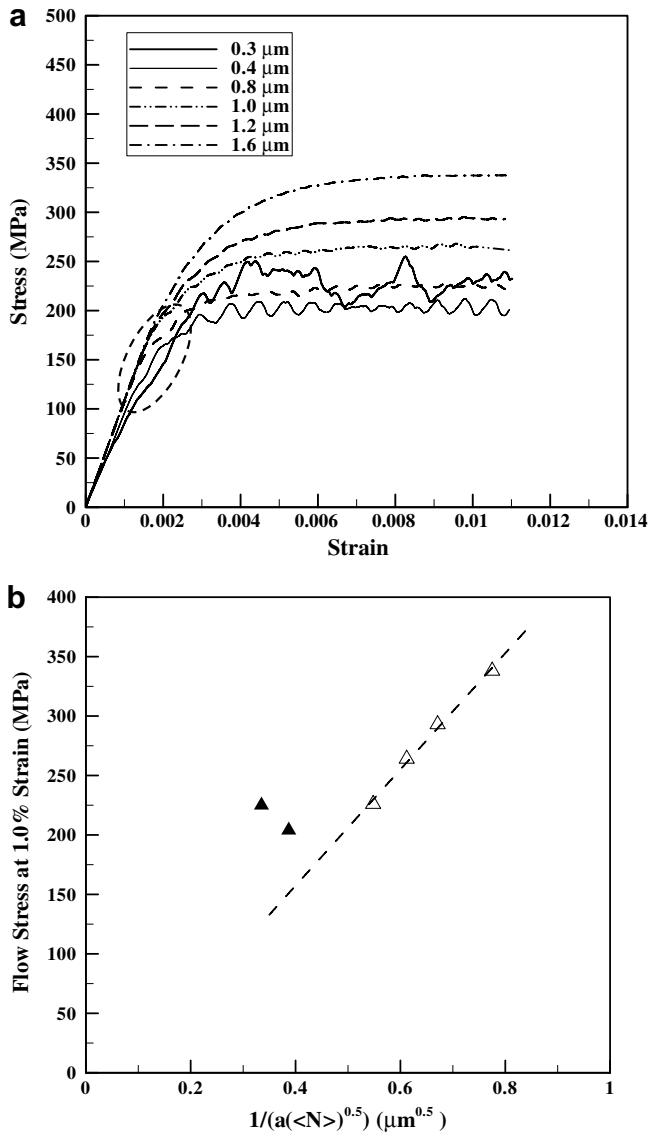 a
500
450
400
350
300
250
200
150
100
50
0
Stress (MPa)
0.3 μm
0.4 μm
0.8 μm
1.0 μm
1.2 μm
1.6 μm
0 0.002 0.004 0.006 0.008 0.01 0.012 0.014
Strain
b
400
350
300
250
200
150
100
50
0
Flow Stress at 1.0% Strain (MPa)
0 0.2 0.4 0.6 0.8 1
1/(a(<N>)^0.5) (μm^0.5)